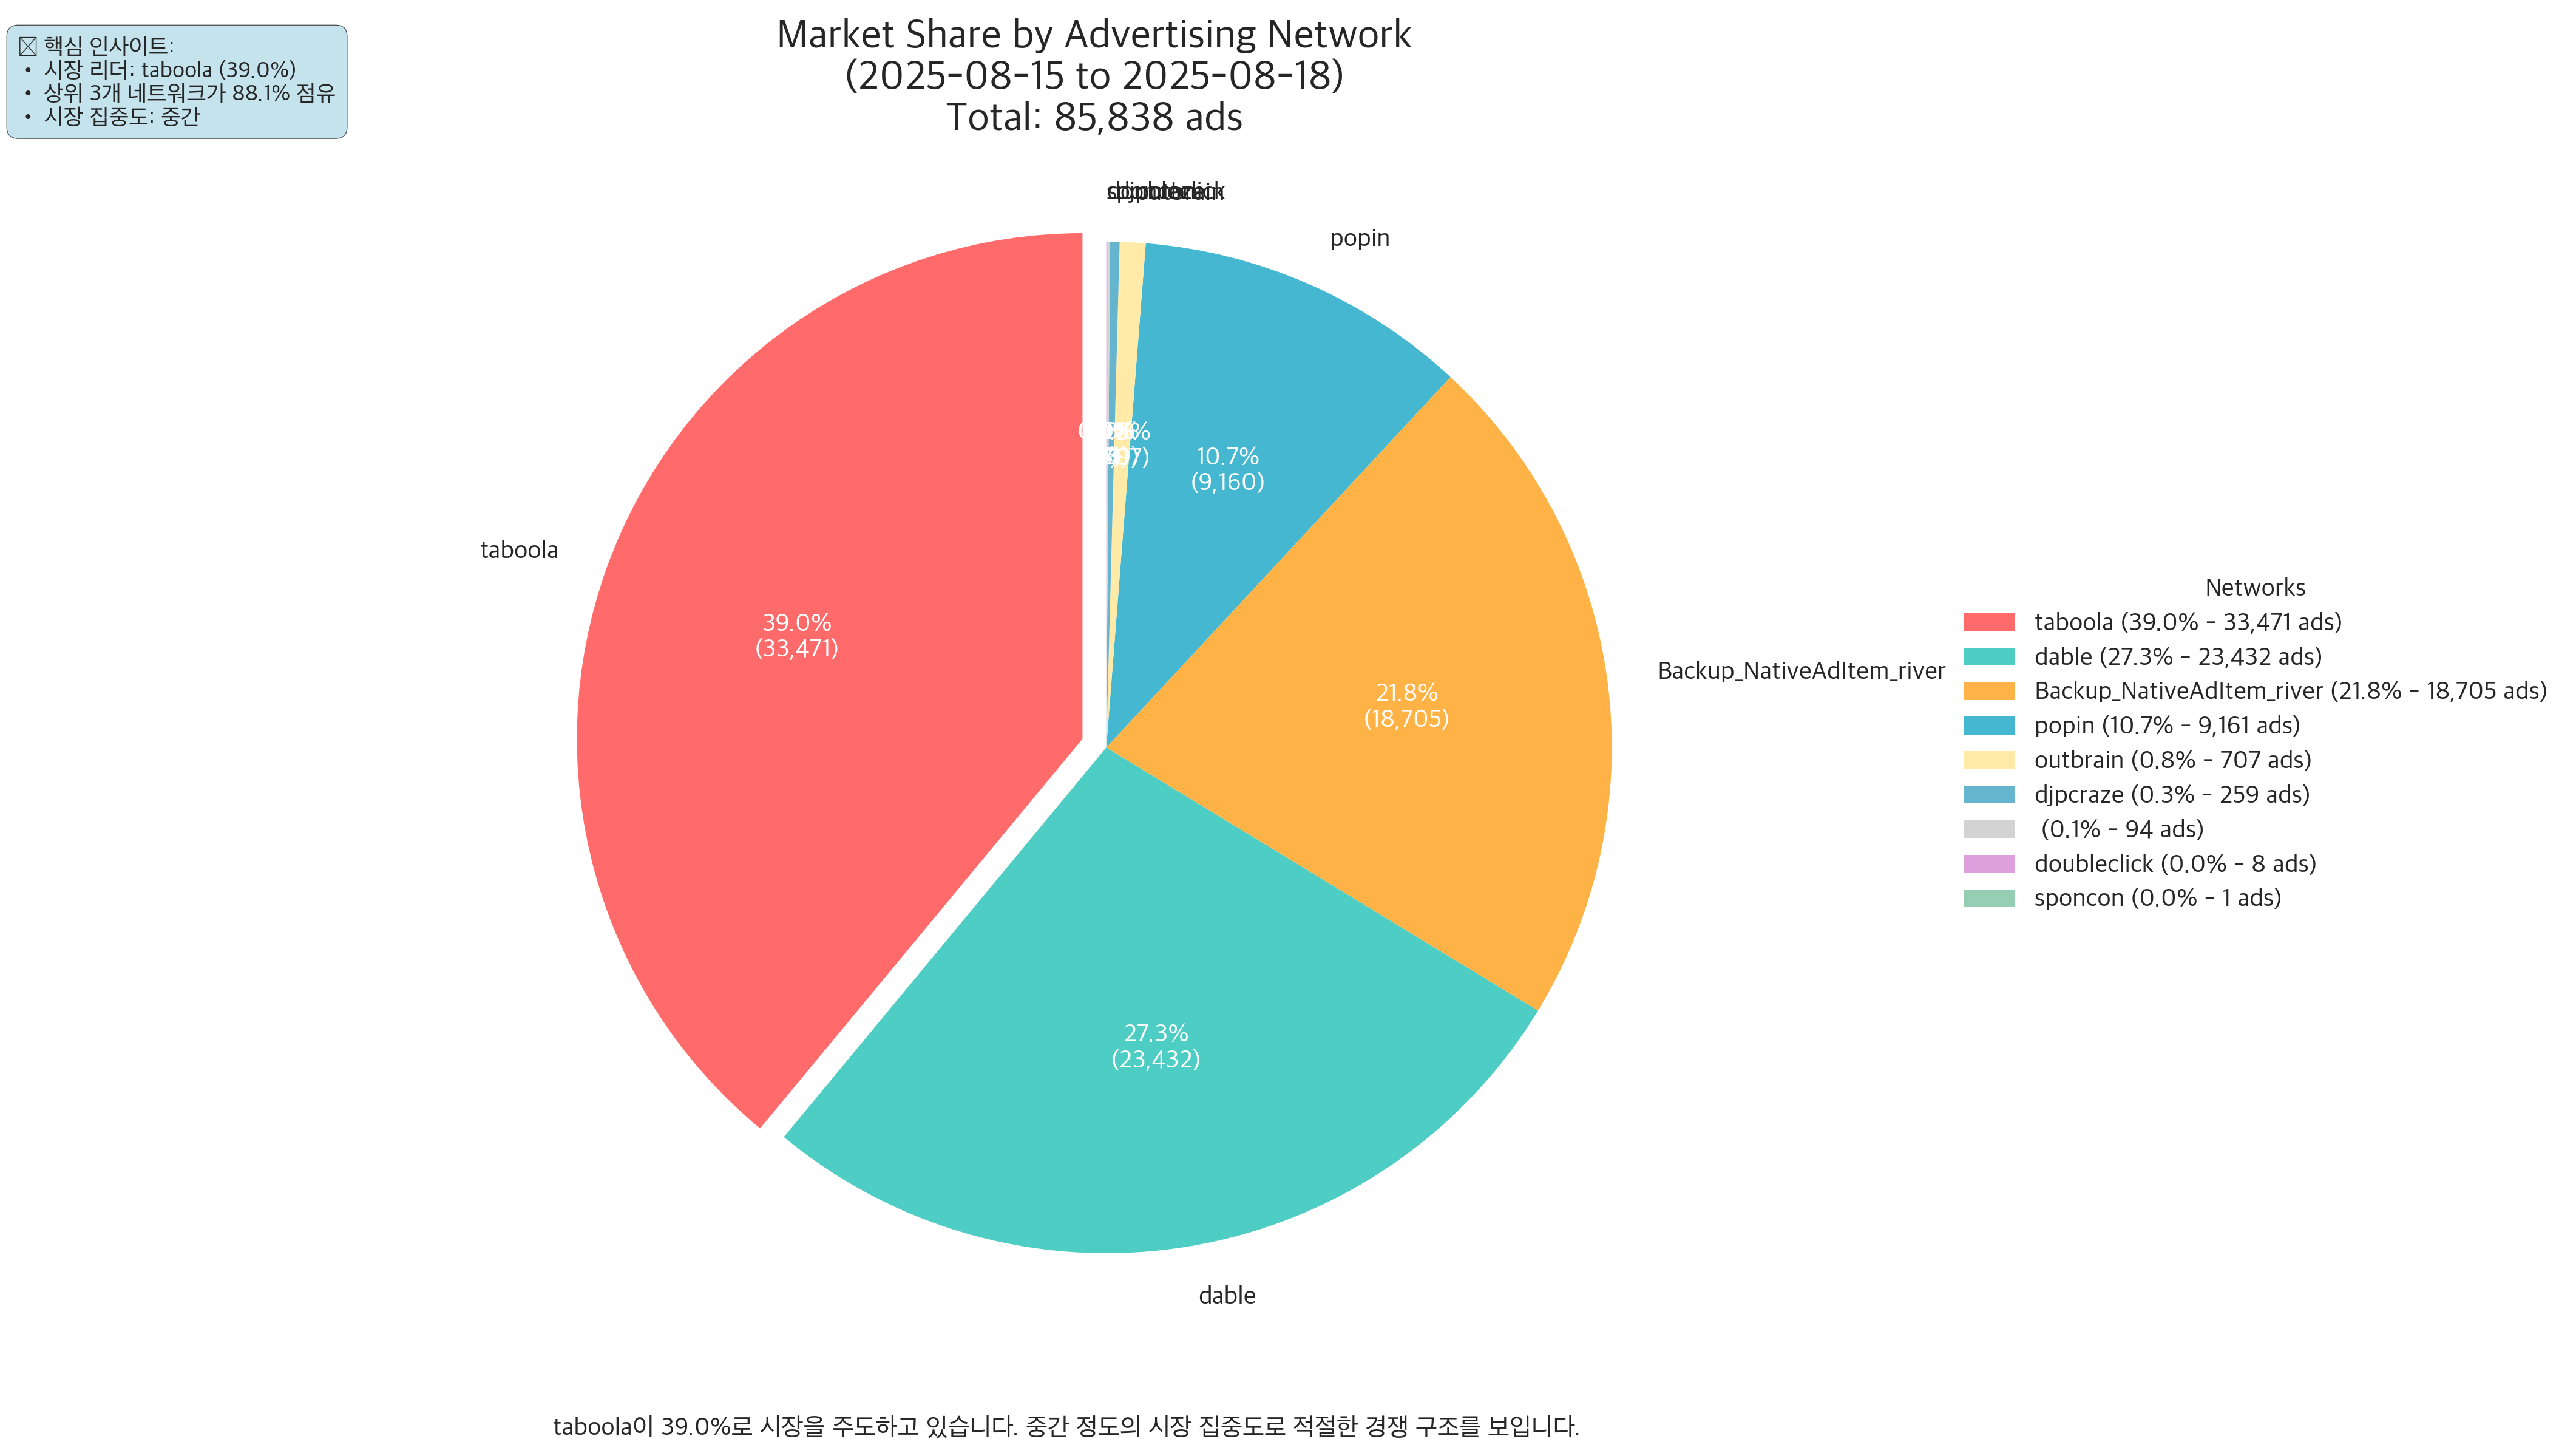 핵심 인사이트:
• 시장 리더: taboola (39.0%)
• 상위 3개 네트워크가 88.1% 점유
• 시장 집중도: 중간
Market Share by Advertising Network
(2025-08-15 to 2025-08-18)
Total: 85,838 ads
popin
10.7%
(9,160)
taboola
39.0%
(33,471)
Backup_NativeAdItem_river
21.8%
(18,705)
27.3%
(23,432)
dable
Networks
taboola (39.0% - 33,471 ads)
dable (27.3% - 23,432 ads)
Backup_NativeAdItem_river (21.8% - 18,705 ads)
popin (10.7% - 9,161 ads)
outbrain (0.8% - 707 ads)
djpcraze (0.3% - 259 ads)
(0.1% - 94 ads)
doubleclick (0.0% - 8 ads)
sponcon (0.0% - 1 ads)
taboola이 39.0%로 시장을 주도하고 있습니다. 중간 정도의 시장 집중도로 적절한 경쟁 구조를 보입니다.